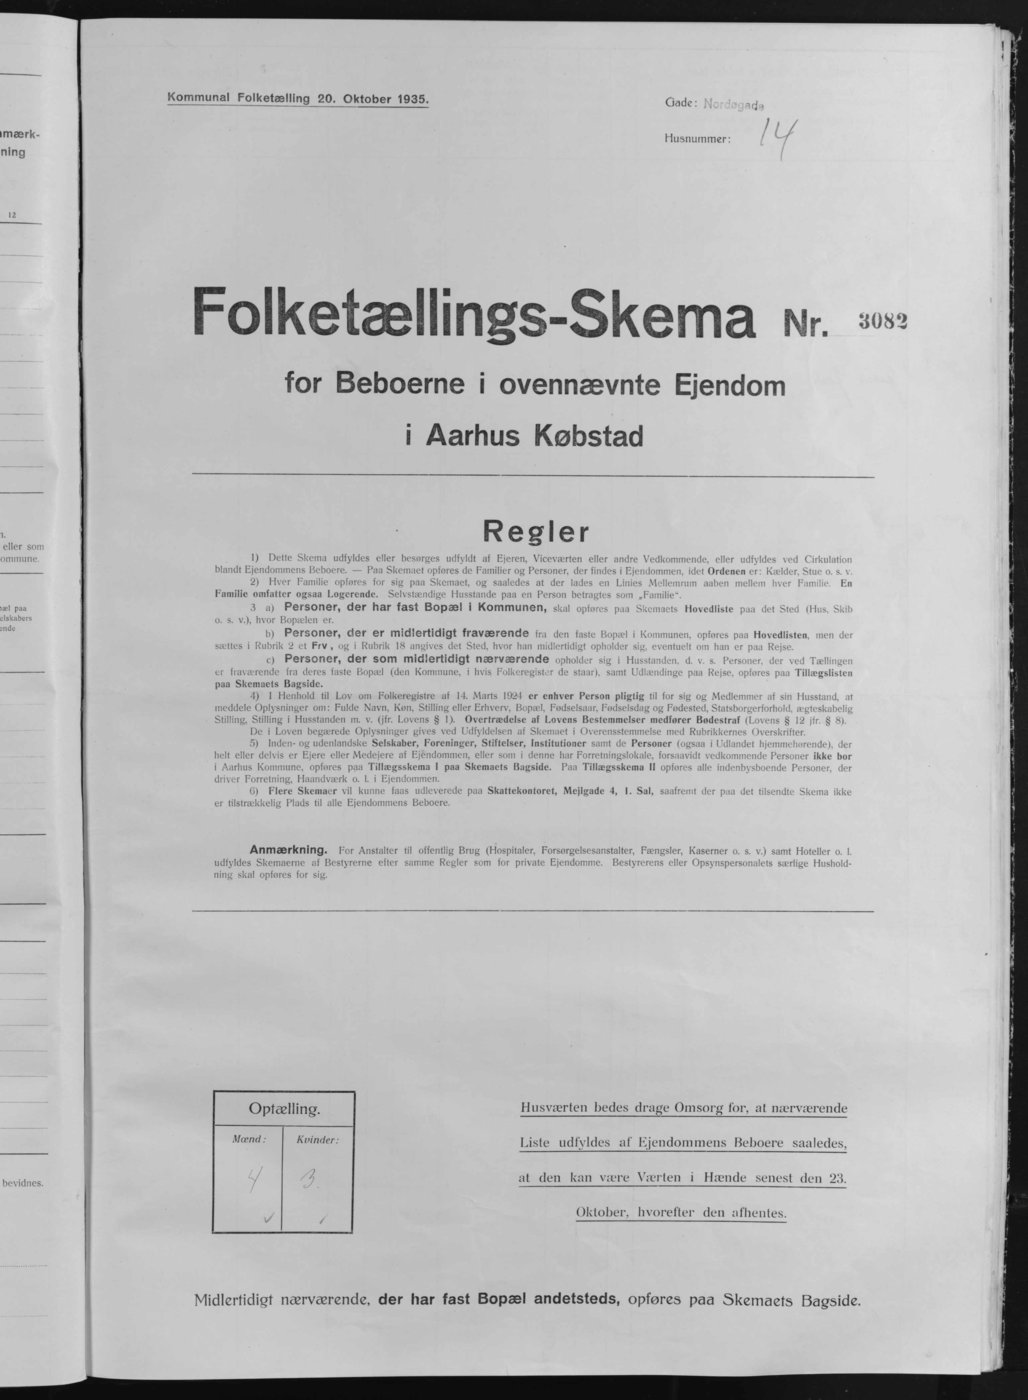 mærk-
ning
12
eller som
ommune.
æl paa
elskabers
ende
bevidnes.
Kommunal Folketælling 20. Oktober 1935.
Gade: Nordøgade
Husnummer: 14
Folketællings-Skema Nr. 3082
for Beboerne i ovennævnte Ejendom
i Aarhus Købstad
Regler
1) Dette Skema udfyldes eller besørges udfyldt af Ejeren, Viceværten eller andre Vedkommende, eller udfyldes ved Cirkulation
blandt Ejendommens Beboere. — Paa Skemaet opføres de Familier og Personer, der findes i Ejendommen, idet Ordenen er: Kælder, Stue o. s. v.
2) Hver Familie opføres for sig paa Skemaet, og saaledes at der lades en Linies Mellemrum aaben mellem hver Familie. En
Familie omfatter ogsaa Logerende. Selvstændige Husstande paa en Person betragtes som „Familie“.
3 a) Personer, der har fast Bopæl i Kommunen, skal opføres paa Skemaets Hovedliste paa det Sted (Hus, Skib
o. s. v.), hvor Bopælen er.
b) Personer, der er midlertidigt fraværende fra den faste Bopæl i Kommunen, opføres paa Hovedlisten, men der
sættes i Rubrik 2 et Frv, og i Rubrik 18 angives det Sted, hvor han midlertidigt opholder sig, eventuelt om han er paa Rejse.
c) Personer, der som midlertidigt nærværende opholder sig i Husstanden, d. v. s. Personer, der ved Tællingen
er fraværende fra deres faste Bopæl (den Kommune, i hvis Folkeregister de staar), samt Udlændinge paa Rejse, opføres paa Tillægslisten
paa Skemaets Bagside.
4) I Henhold til Lov om Folkeregistre af 14. Marts 1924 er enhver Person pligtig til for sig og Medlemmer af sin Husstand, at
meddele Oplysninger om: Fulde Navn, Køn, Stilling eller Erhverv, Bopæl, Fødselsaar, Fødselsdag og Fødested, Statsborgerforhold, ægteskabelig
Stilling, Stilling i Husstanden m. v. (jfr. Lovens § 1). Overtrædelse af Lovens Bestemmelser medfører Bødestraf (Lovens § 12 jfr. § 8).
De i Loven begærede Oplysninger gives ved Udfyldelsen af Skemaet i Overensstemmelse med Rubrikkernes Overskrifter.
5) Inden- og udenlandske Selskaber, Foreninger, Stiftelser, Institutioner samt de Personer (ogsaa i Udlandet hjemmehørende), der
helt eller delvis er Ejere eller Medejere af Ejendommen, eller som i denne har Forretningslokale, forsaavidt vedkommende Personer ikke bor
i Aarhus Kommune, opføres paa Tillægsskema I paa Skemaets Bagside. Paa Tillægsskema II opføres alle indenbysboende Personer, der
driver Forretning, Haandværk o. l. i Ejendommen.
6) Flere Skemaer vil kunne faas udleverede paa Skattekontoret, Mejlgade 4, 1. Sal, saafremt der paa det tilsendte Skema ikke
er tilstrækkelig Plads til alle Ejendommens Beboere.
Anmærkning. For Anstalter til offentlig Brug (Hospitaler, Forsørgelsesanstalter, Fængsler, Kaserner o. s. v.) samt Hoteller o. l.
udfyldes Skemaerne af Bestyrerne efter samme Regler som for private Ejendomme. Bestyrerens eller Opsynspersonalets særlige Hushold-
ning skal opføres for sig.
Optælling.
Mænd: Kvinder:
4 3.
Husværten bedes drage Omsorg for, at nærværende
Liste udfyldes af Ejendommens Beboere saaledes,
at den kan være Værten i Hænde senest den 23.
Oktober, hvorefter den afhentes.
Midlertidigt nærværende, der har fast Bopæl andetsteds, opføres paa Skemaets Bagside.